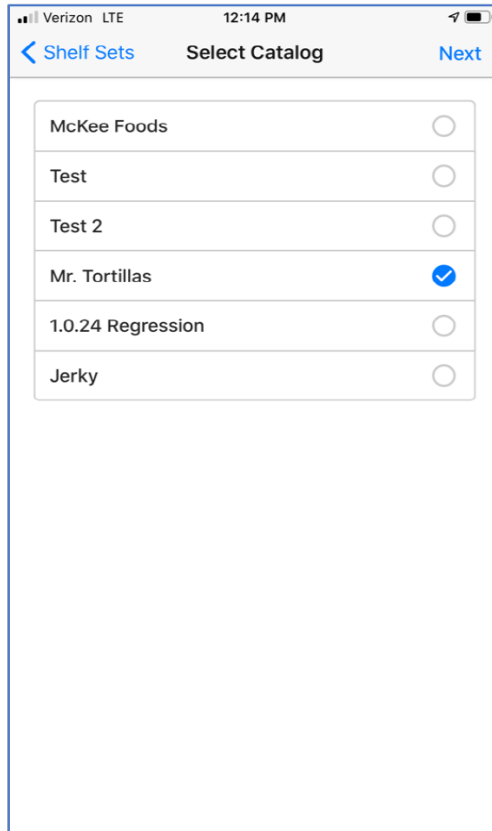 Verizon LTE 12:14 PM
Shelf Sets Select Catalog Next
McKee Foods
Test
Test 2
Mr. Tortillas
1.0.24 Regression
Jerky